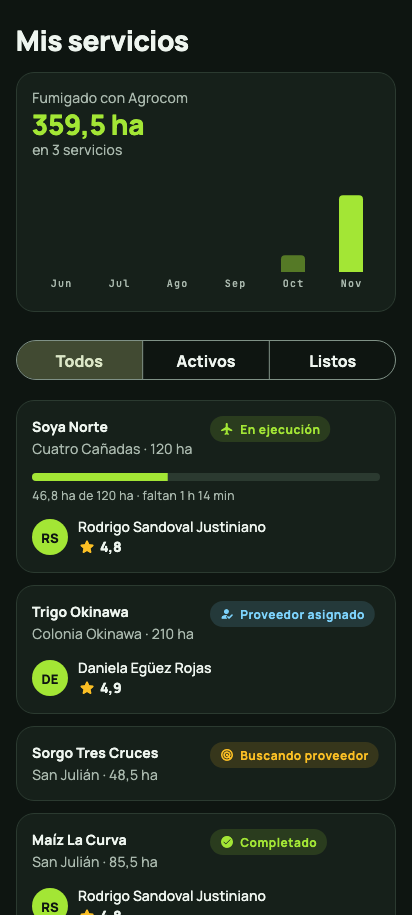 Mis servicios
Fumigado con Agrocom
359,5 ha
en 3 servicios
Jun Jul Ago Sep Oct Nov
Todos Activos Listos
Soya Norte En ejecución
Cuatro Cañadas · 120 ha
46,8 ha de 120 ha · faltan 1 h 14 min
RS Rodrigo Sandoval Justiniano
4,8
Trigo Okinawa Proveedor asignado
Colonia Okinawa · 210 ha
DE Daniela Egüez Rojas
4,9
Sorgo Tres Cruces Buscando proveedor
San Julián · 48,5 ha
Maíz La Curva Completado
San Julián · 85,5 ha
RS Rodrigo Sandoval Justiniano